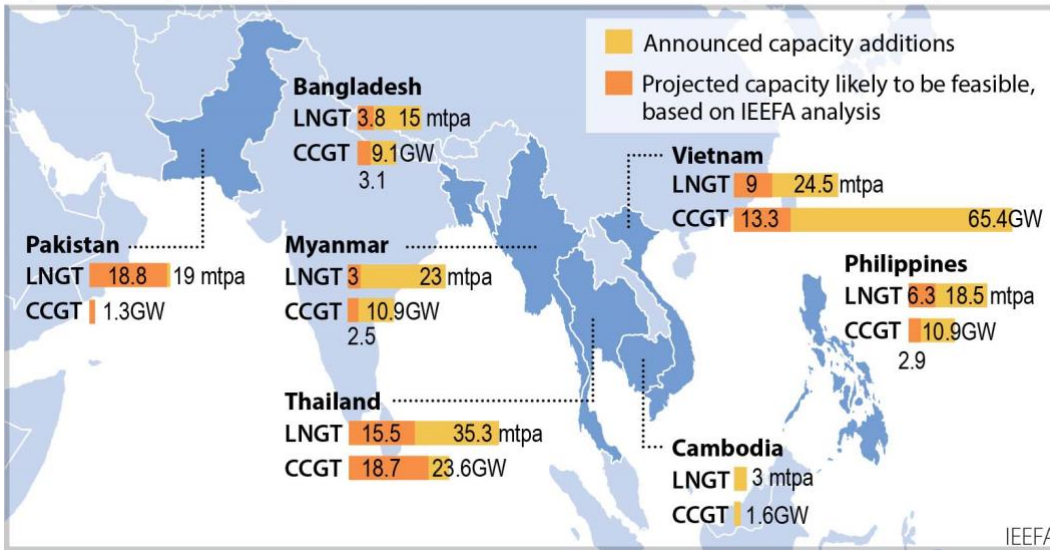 Announced capacity additions
Projected capacity likely to be feasible,
based on IEEFA analysis
Bangladesh
LNGT 3.8 15 mtpa
CCGT 9.1GW
3.1
Vietnam
LNGT 9 24.5 mtpa
CCGT 13.3 65.4GW
Pakistan
LNGT 18.8 19 mtpa
CCGT 1.3GW
Myanmar
LNGT 3 23 mtpa
CCGT 10.9GW
2.5
Philippines
LNGT 6.3 18.5 mtpa
CCGT 10.9GW
2.9
Thailand
LNGT 15.5 35.3 mtpa
CCGT 18.7 23.6GW
Cambodia
LNGT 3 mtpa
CCGT 1.6GW
IEEFA